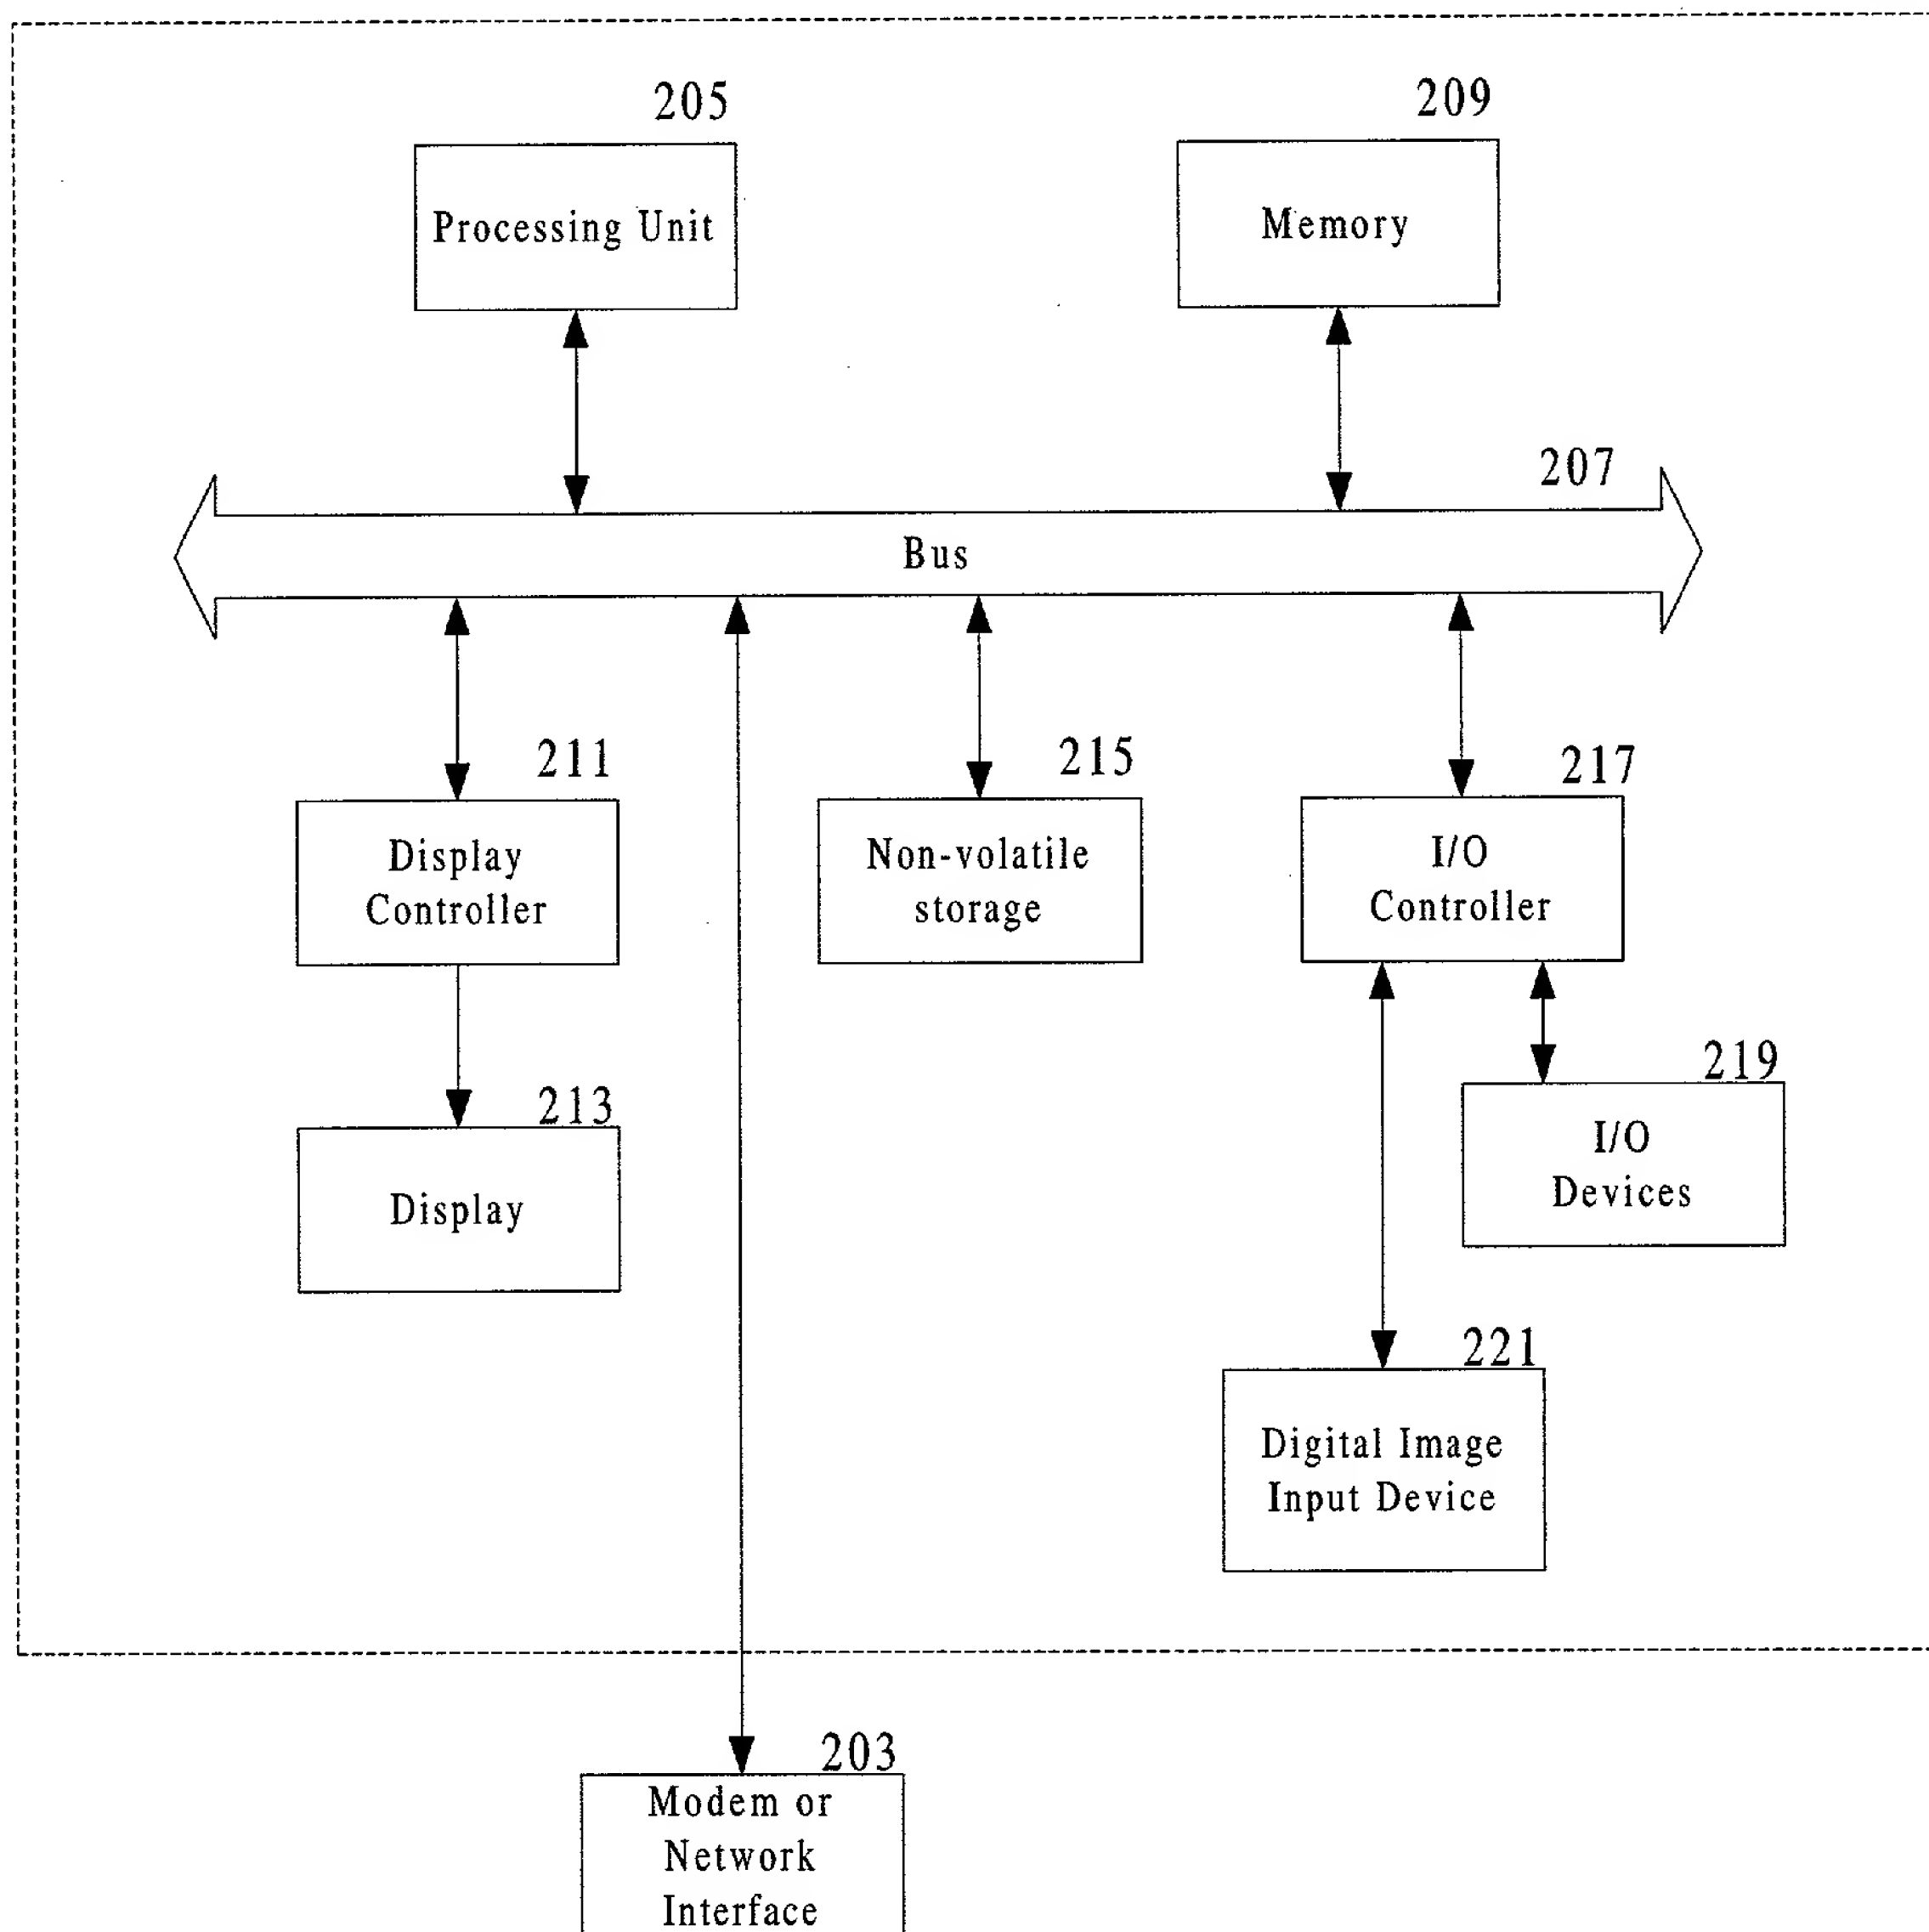 205
209
Processing Unit
Memory
207
Bus
211
215
217
Display
Controller
Non-volatile
storage
I/O
Controller
213
219
Display
I/O
Devices
221
Digital Image
Input Device
203
Modem or
Network
Interface